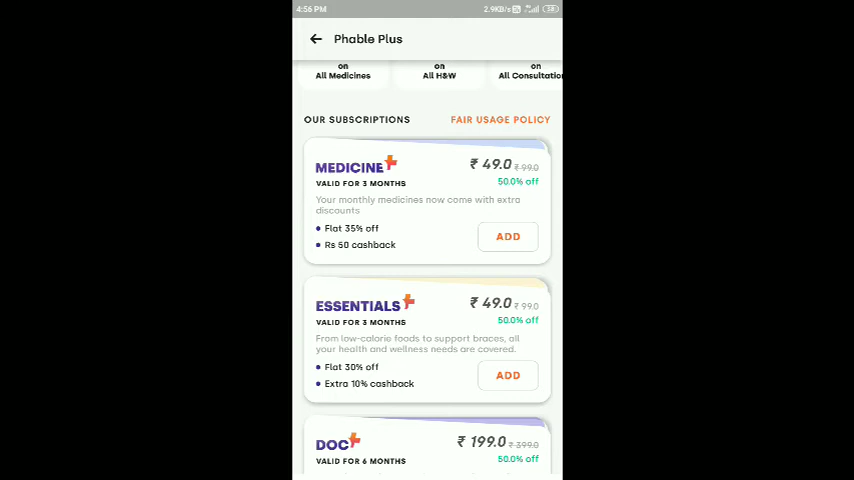 4:56 PM 2.9KB/s 58
Phable Plus
on on on
All Medicines All H&W All Consultation
OUR SUBSCRIPTIONS FAIR USAGE POLICY
MEDICINE+ ₹ 49.0 ₹ 99.0
VALID FOR 3 MONTHS 50.0% off
Your monthly medicines now come with extra
discounts
• Flat 35% off
ADD
• Rs 50 cashback
ESSENTIALS+ ₹ 49.0 ₹ 99.0
VALID FOR 3 MONTHS 50.0% off
From low-calorie foods to support braces, all
your health and wellness needs are covered.
• Flat 30% off
ADD
• Extra 10% cashback
DOC+ ₹ 199.0 ₹ 399.0
VALID FOR 6 MONTHS 50.0% off